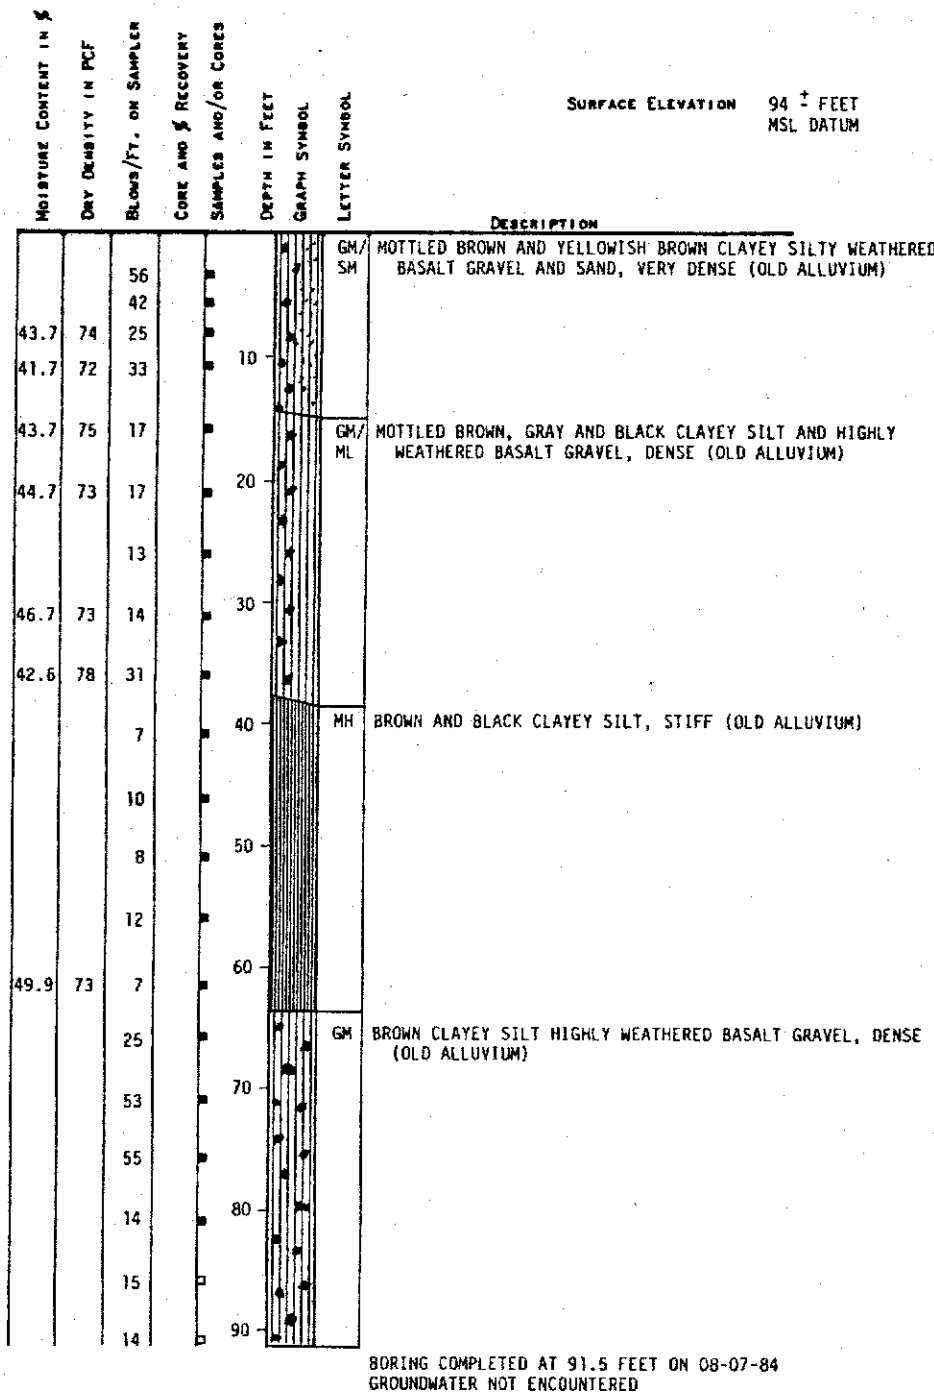 MOISTURE CONTENT IN %
DRY DENSITY IN PCF
BLOWS/FT. ON SAMPLER
CORE AND % RECOVERY
SAMPLES AND/OR CORES
DEPTH IN FEET
GRAPH SYMBOL
LETTER SYMBOL
SURFACE ELEVATION 94 ± FEET
MSL DATUM
DESCRIPTION
GM/ MOTTLED BROWN AND YELLOWISH BROWN CLAYEY SILTY WEATHERED
SM BASALT GRAVEL AND SAND, VERY DENSE (OLD ALLUVIUM)
56
42
43.7 74 25
10
41.7 72 33
43.7 75 17
GM/ MOTTLED BROWN, GRAY AND BLACK CLAYEY SILT AND HIGHLY
ML WEATHERED BASALT GRAVEL, DENSE (OLD ALLUVIUM)
20
44.7 73 17
13
30
46.7 73 14
42.6 78 31
40
MH BROWN AND BLACK CLAYEY SILT, STIFF (OLD ALLUVIUM)
7
10
50
8
12
60
49.9 73 7
25
GM BROWN CLAYEY SILT HIGHLY WEATHERED BASALT GRAVEL, DENSE
(OLD ALLUVIUM)
70
53
55
80
14
15
90
14
BORING COMPLETED AT 91.5 FEET ON 08-07-84
GROUNDWATER NOT ENCOUNTERED